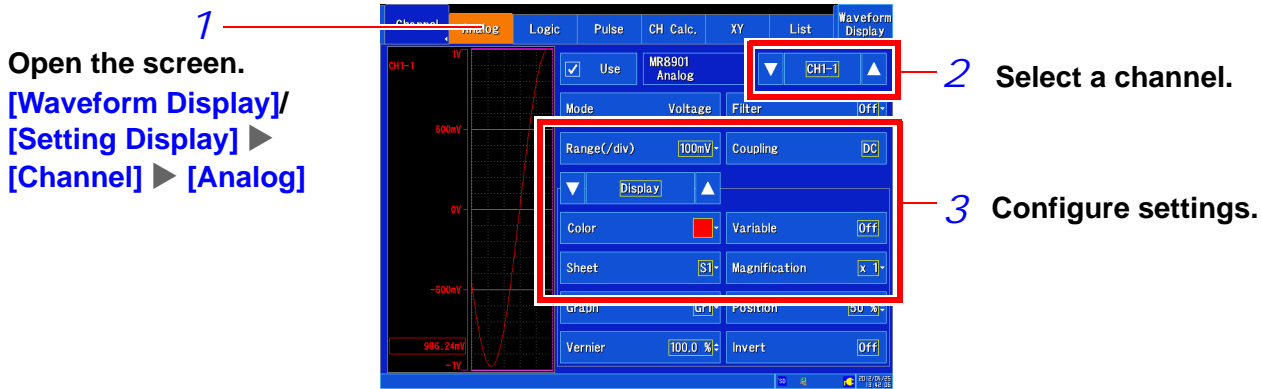 1
Open the screen.
[Waveform Display]/
[Setting Display] ▶
[Channel] ▶ [Analog]
Channel Analog Logic Pulse CH Calc. XY List Waveform Display
CH1-1
1V
500mV
0V
-500mV
986.24mV
-1V
Use
MR8901
Analog
CH1-1
Mode Voltage Filter Off
Range(/div) 100mV Coupling DC
Display
Color Variable Off
Sheet S1 Magnification x 1
Graph GP1 Position 50 %
Vernier 100.0 % Invert Off
2 Select a channel.
3 Configure settings.